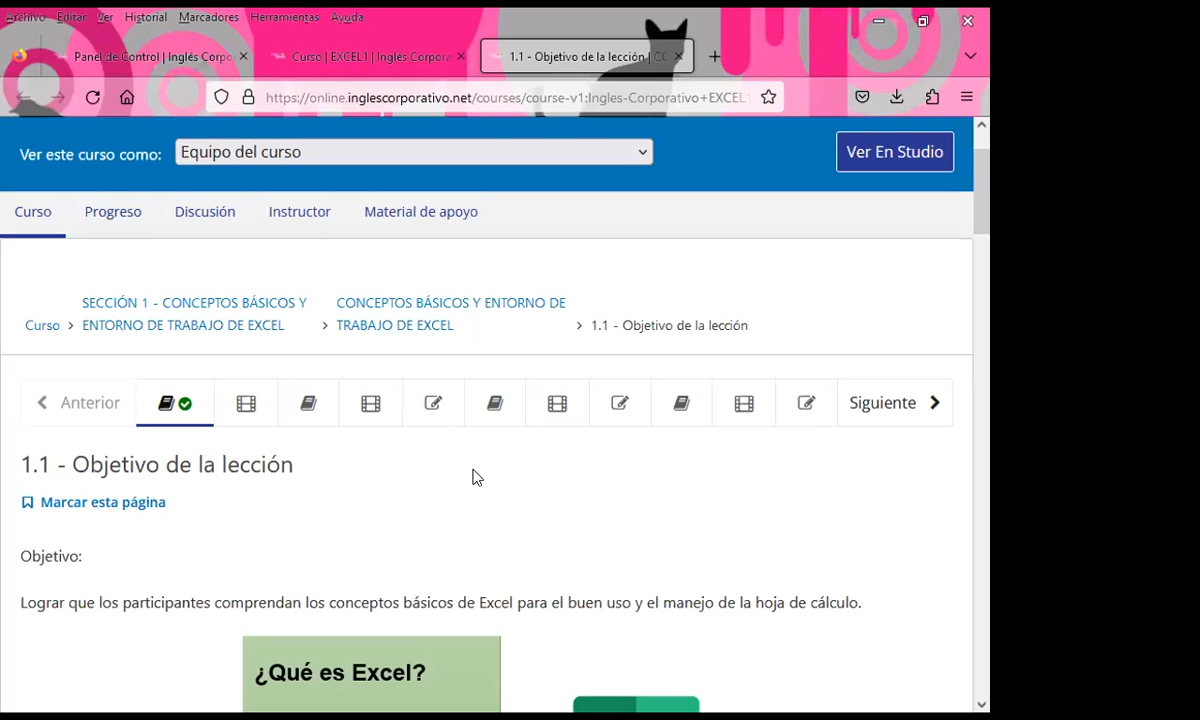 Archivo Editar Ver Historial Marcadores Herramientas Ayuda
Panel de Control | Inglés Corpor
Curso | EXCEL1 | Inglés Corpora
1.1 - Objetivo de la lección | CO
https://online.inglescorporativo.net/courses/course-v1:Ingles-Corporativo+EXCEL1
Ver este curso como:
Equipo del curso
Ver En Studio
Curso
Progreso
Discusión
Instructor
Material de apoyo
Curso > SECCIÓN 1 - CONCEPTOS BÁSICOS Y
ENTORNO DE TRABAJO DE EXCEL
> CONCEPTOS BÁSICOS Y ENTORNO DE
TRABAJO DE EXCEL
> 1.1 - Objetivo de la lección
Anterior
Siguiente
1.1 - Objetivo de la lección
Marcar esta página
Objetivo:
Lograr que los participantes comprendan los conceptos básicos de Excel para el buen uso y el manejo de la hoja de cálculo.
¿Qué es Excel?